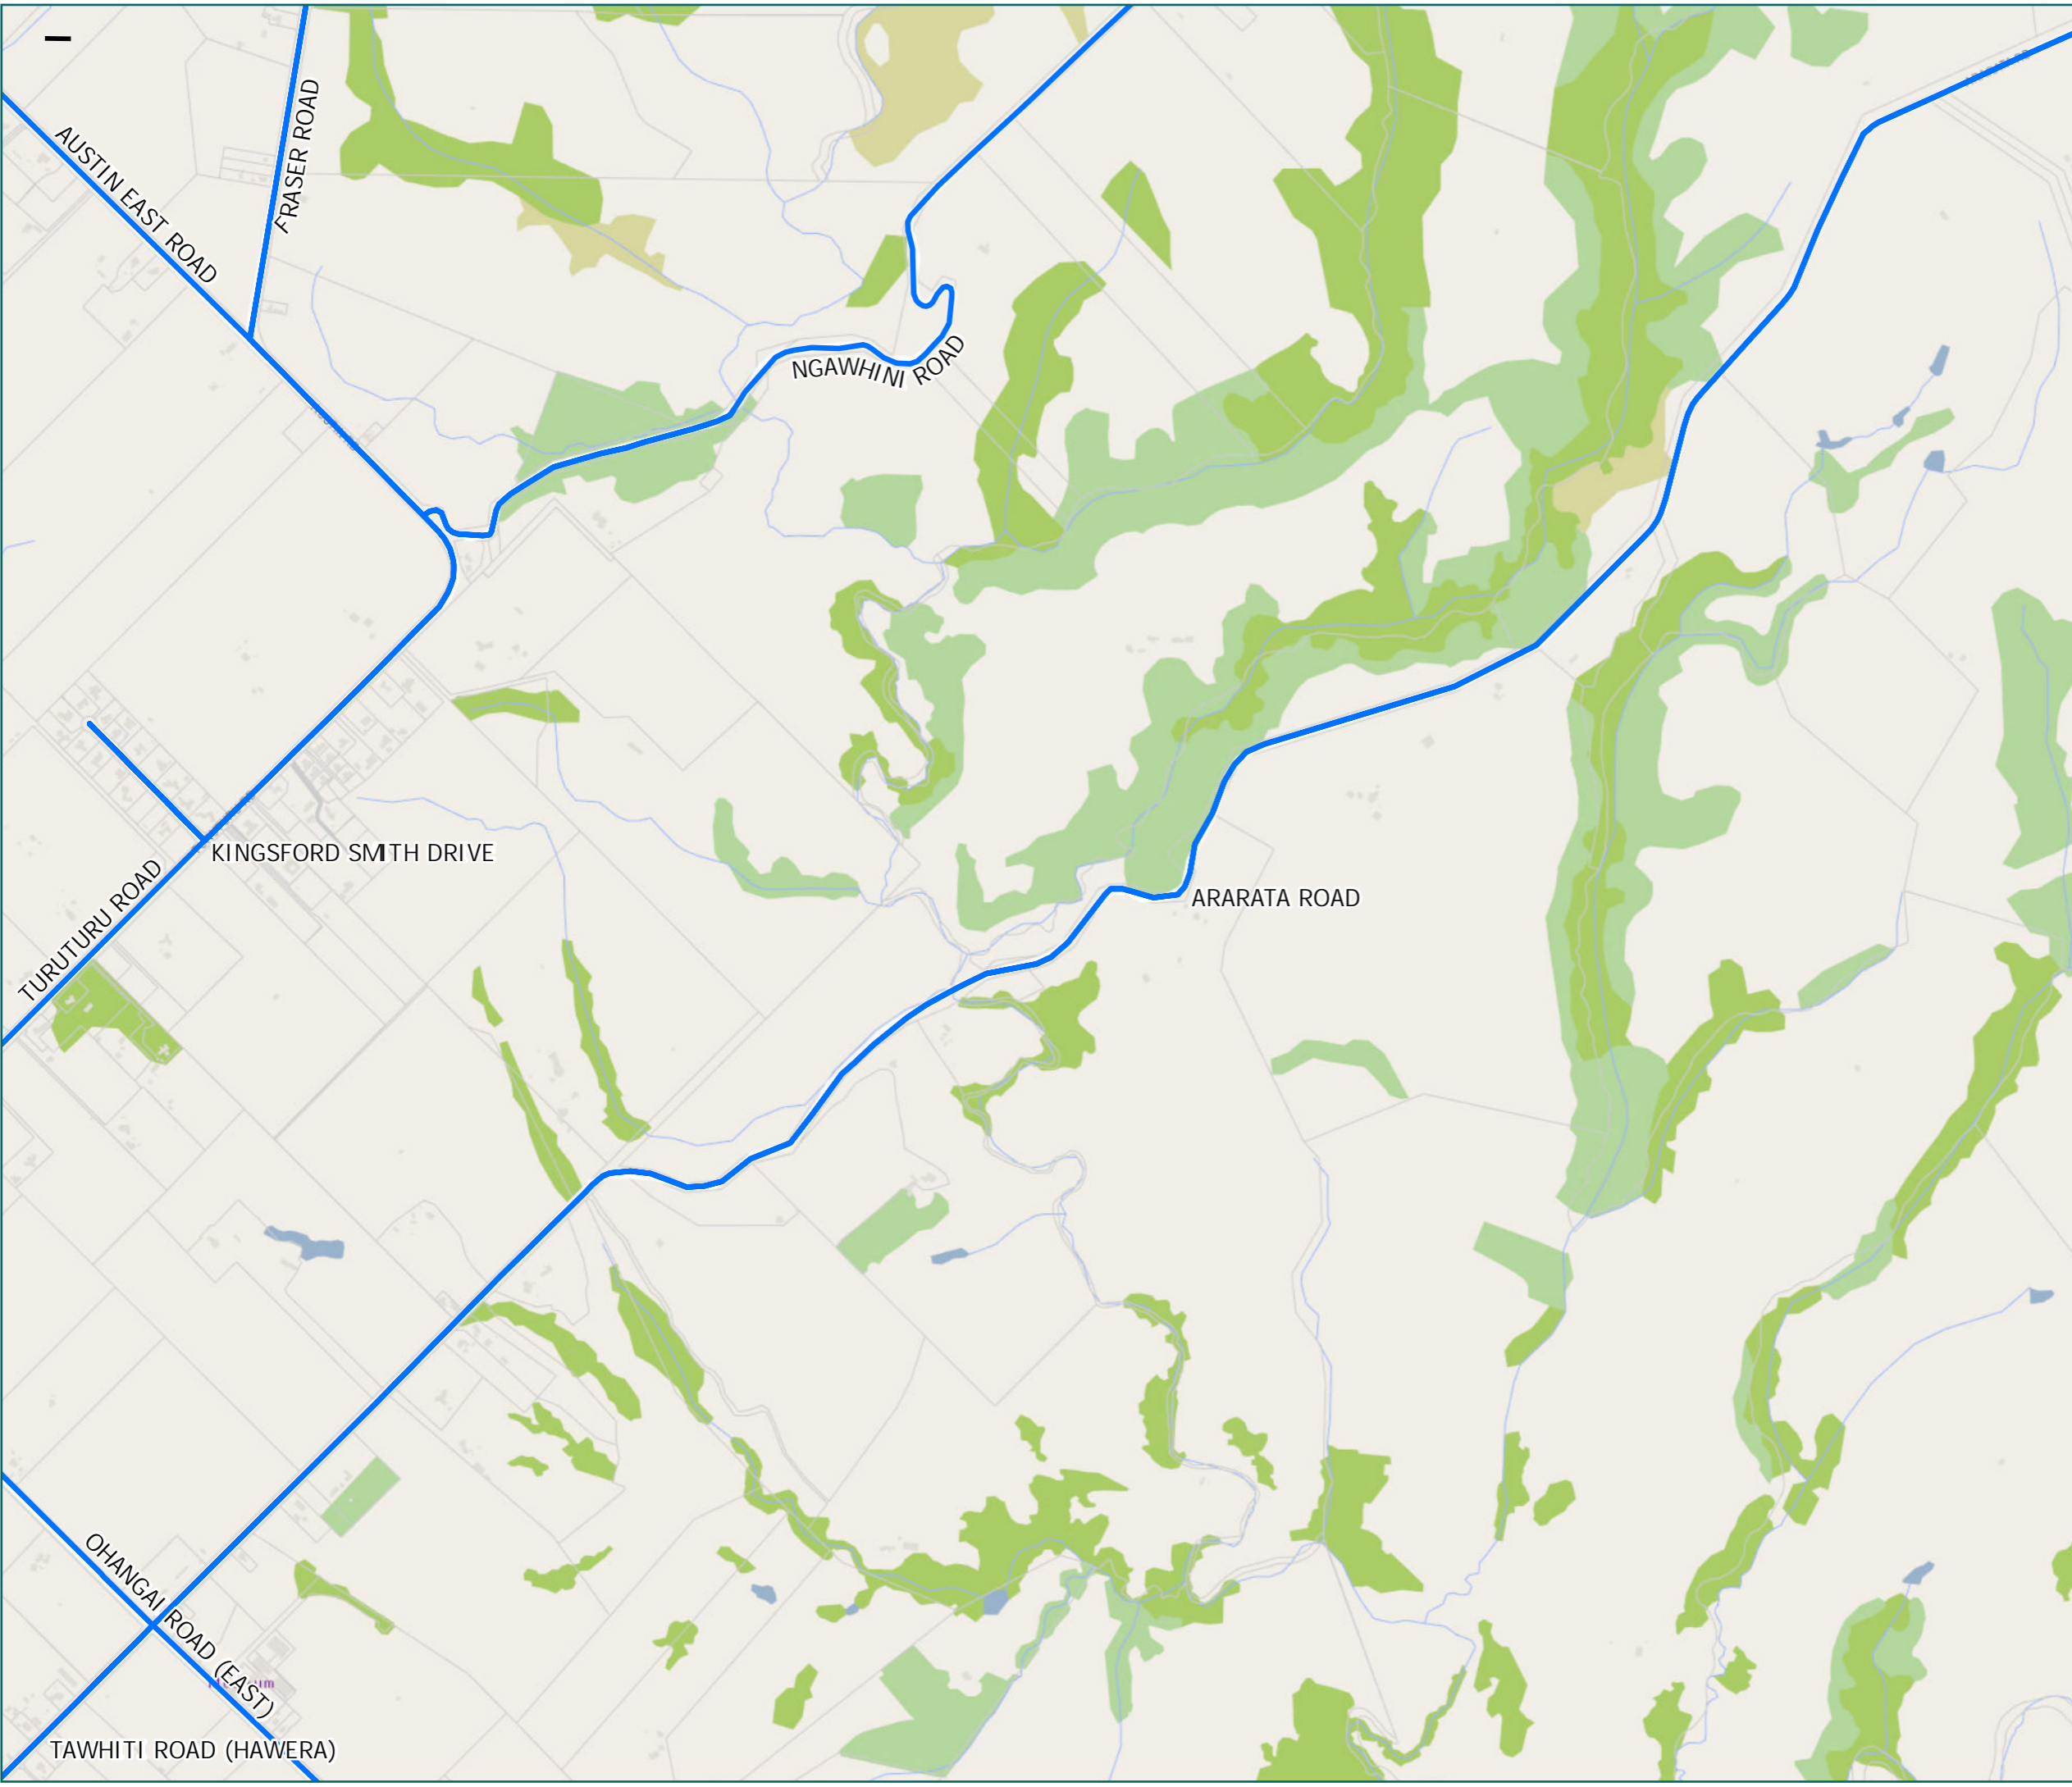 FRASER ROAD
AUSTIN EAST ROAD
NGAWHINI ROAD
KINGSFORD SMITH DRIVE
TURUTURU ROAD
ARARATA ROAD
OHANGAI ROAD (EAST)
TAWHITI ROAD (HAWERA)